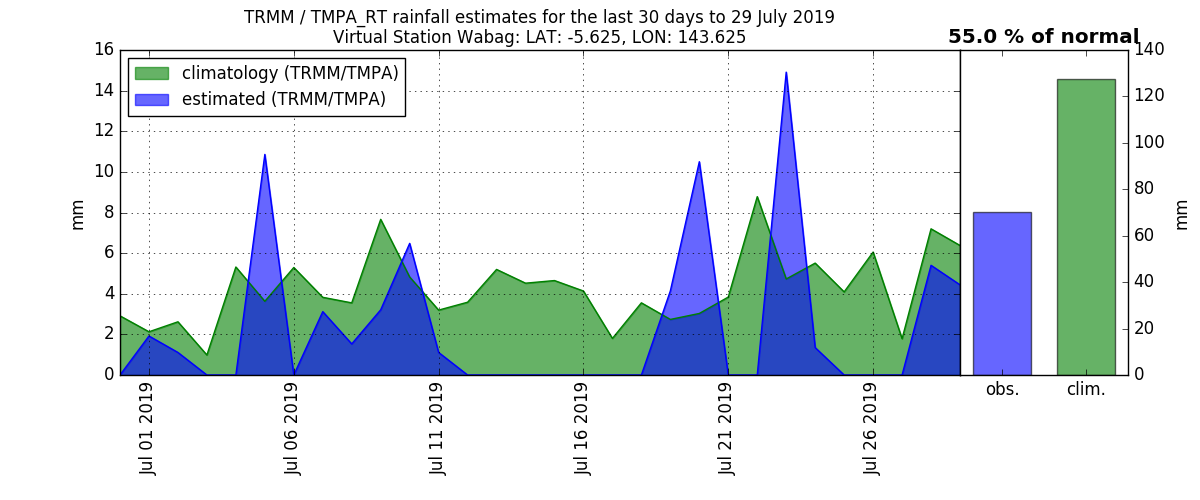 TRMM / TMPA_RT rainfall estimates for the last 30 days to 29 July 2019
Virtual Station Wabag: LAT: -5.625, LON: 143.625
55.0 % of normal
climatology (TRMM/TMPA)
estimated (TRMM/TMPA)
16
14
12
10
8
6
4
2
0
mm
Jul 01 2019
Jul 06 2019
Jul 11 2019
Jul 16 2019
Jul 21 2019
Jul 26 2019
obs.
clim.
140
120
100
80
60
40
20
0
mm